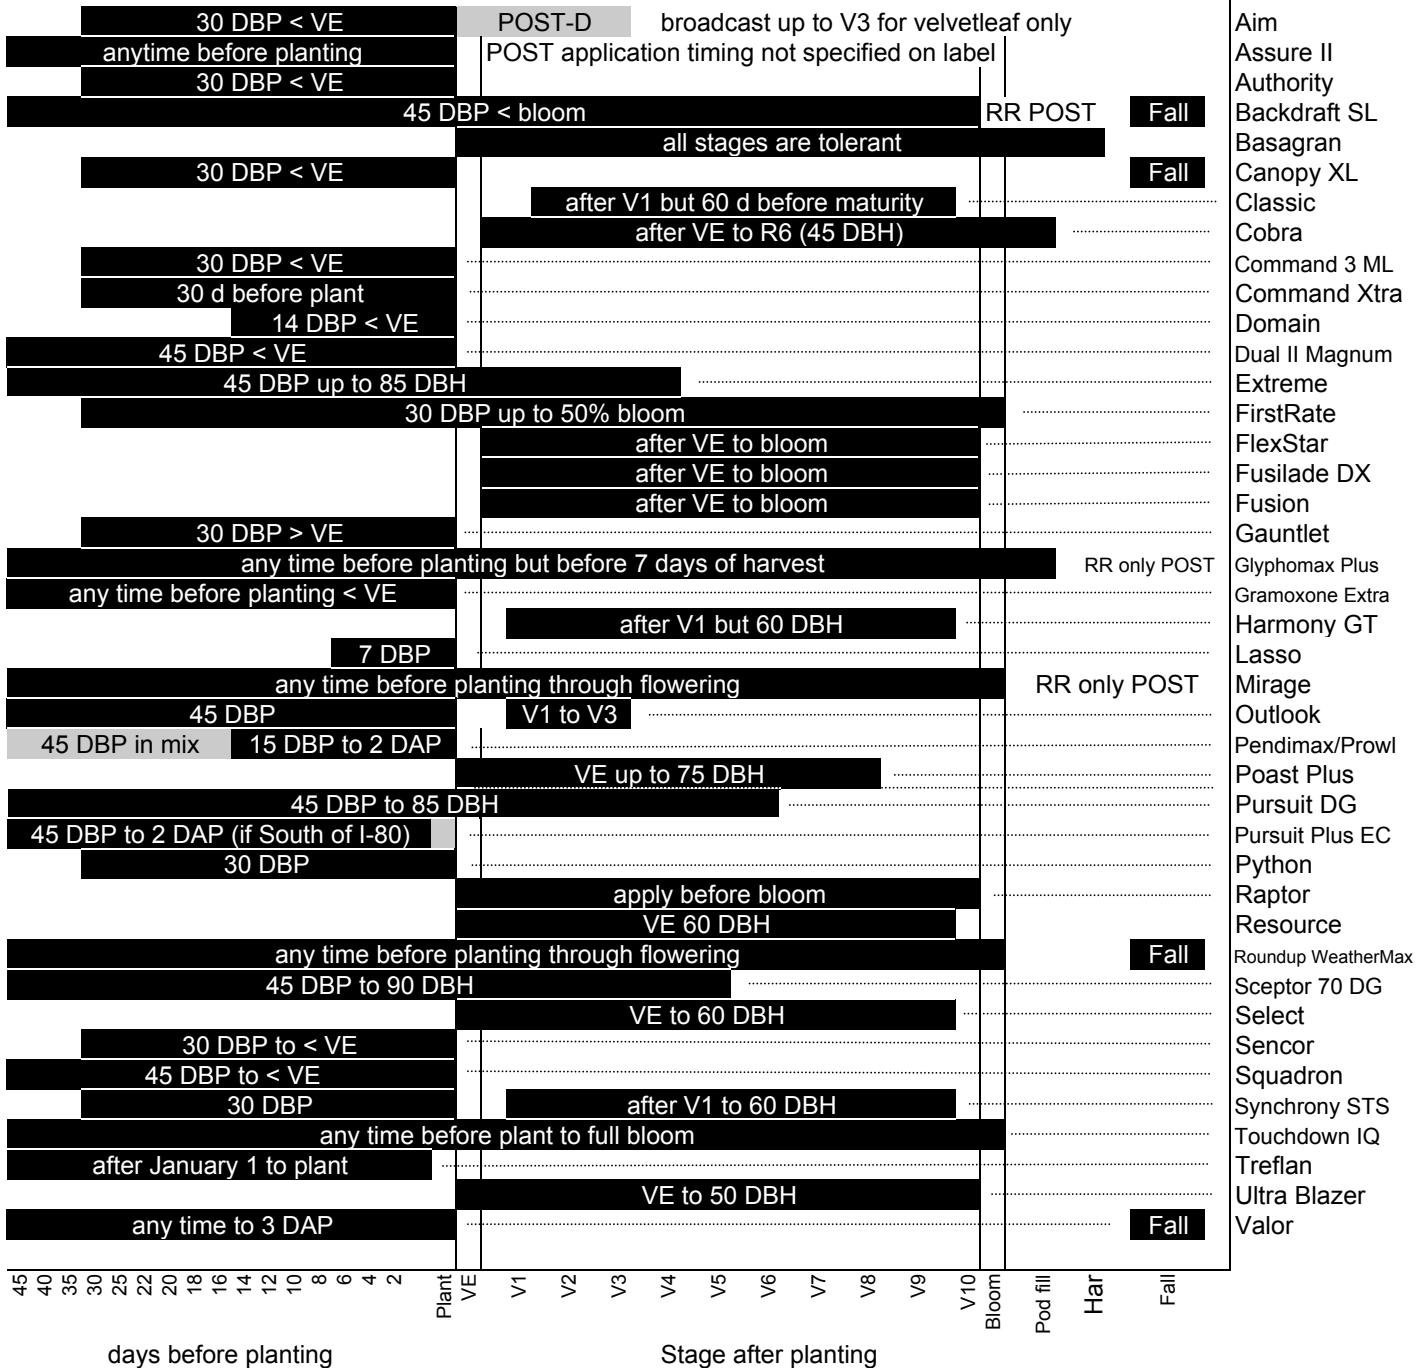 30 DBP < VE POST-D broadcast up to V3 for velvetleaf only Aim
anytime before planting POST application timing not specified on label Assure II
30 DBP < VE Authority
45 DBP < bloom RR POST Fall Backdraft SL
all stages are tolerant Basagran
30 DBP < VE Fall Canopy XL
after V1 but 60 d before maturity Classic
after VE to R6 (45 DBH) Cobra
30 DBP < VE Command 3 ML
30 d before plant Command Xtra
14 DBP < VE Domain
45 DBP < VE Dual II Magnum
45 DBP up to 85 DBH Extreme
30 DBP up to 50% bloom FirstRate
after VE to bloom FlexStar
after VE to bloom Fusilade DX
after VE to bloom Fusion
30 DBP > VE Gauntlet
any time before planting but before 7 days of harvest RR only POST Glyphomax Plus
any time before planting < VE Gramoxone Extra
after V1 but 60 DBH Harmony GT
7 DBP Lasso
any time before planting through flowering RR only POST Mirage
45 DBP V1 to V3 Outlook
45 DBP in mix 15 DBP to 2 DAP Pendimax/Prowl
VE up to 75 DBH Poast Plus
45 DBP to 85 DBH Pursuit DG
45 DBP to 2 DAP (if South of I-80) Pursuit Plus EC
30 DBP Python
apply before bloom Raptor
VE 60 DBH Resource
any time before planting through flowering Fall Roundup WeatherMax
45 DBP to 90 DBH Sceptor 70 DG
VE to 60 DBH Select
30 DBP to < VE Sencor
45 DBP to < VE Squadron
30 DBP after V1 to 60 DBH Synchrony STS
any time before plant to full bloom Touchdown IQ
after January 1 to plant Treflan
VE to 50 DBH Ultra Blazer
any time to 3 DAP Fall Valor
45 40 35 30 25 22 20 18 16 14 12 10 8 6 4 2 Plant VE V1 V2 V3 V4 V5 V6 V7 V8 V9 V10 Bloom Pod fill Har Fall
days before planting Stage after planting